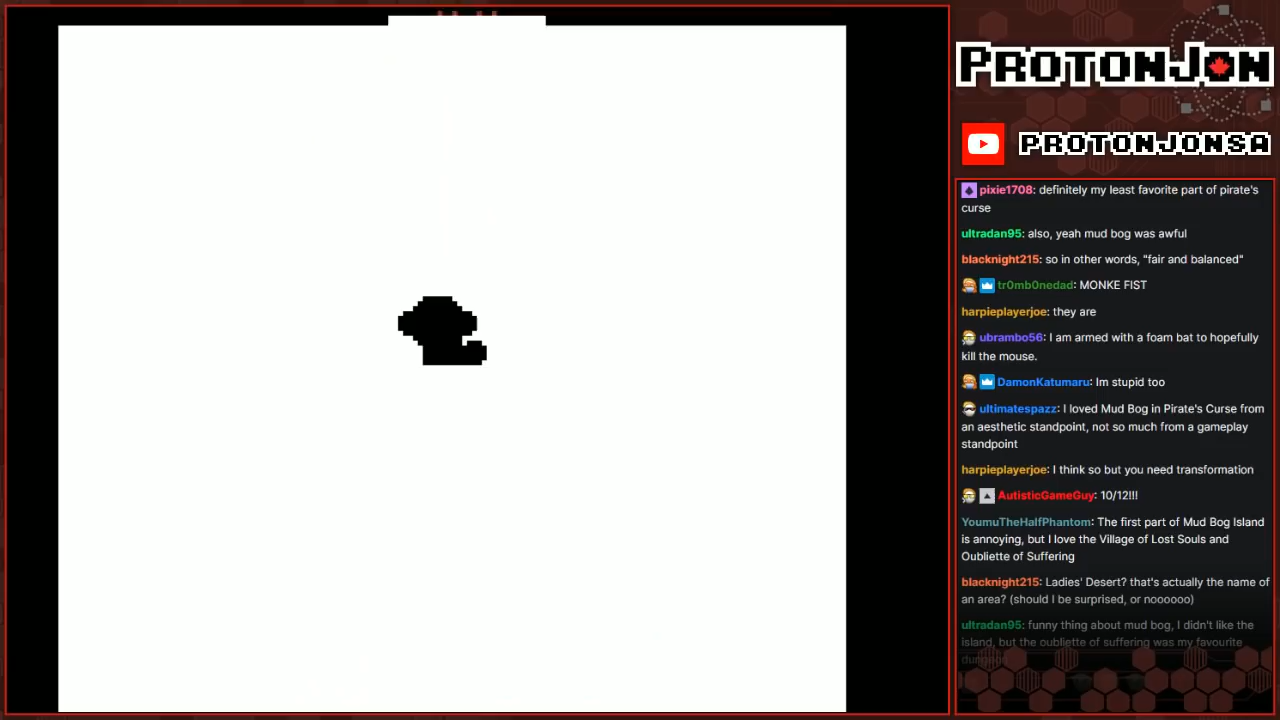 PROTONJON
PROTONJONSA
pixie1708: definitely my least favorite part of pirate's
curse
ultradan95: also, yeah mud bog was awful
blacknight215: so in other words, "fair and balanced"
tr0mb0nedad: MONKE FIST
harpieplayerjoe: they are
ubrambo56: I am armed with a foam bat to hopefully
kill the mouse.
DamonKatumaru: Im stupid too
ultimatespazz: I loved Mud Bog in Pirate's Curse from
an aesthetic standpoint, not so much from a gameplay
standpoint
harpieplayerjoe: I think so but you need transformation
AutisticGameGuy: 10/12!!!
YoumuTheHalfPhantom: The first part of Mud Bog Island
is annoying, but I love the Village of Lost Souls and
Oubliette of Suffering
blacknight215: Ladies' Desert? that's actually the name of
an area? (should I be surprised, or noooooo)
ultradan95: funny thing about mud bog, I didn't like the
island, but the oubliette of suffering was my favourite